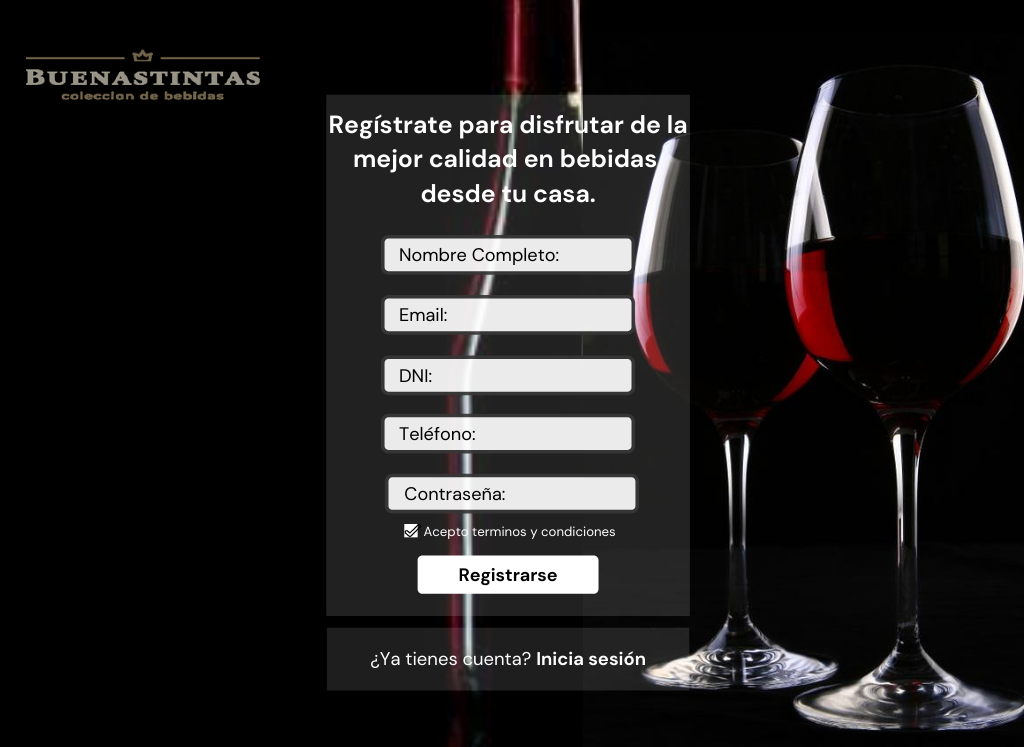 BUENASTINTAS
coleccion de bebidas
Regístrate para disfrutar de la
mejor calidad en bebidas
desde tu casa.
Nombre Completo:
Email:
DNI:
Teléfono:
Contraseña:
Acepto terminos y condiciones
Registrarse
¿Ya tienes cuenta? Inicia sesión